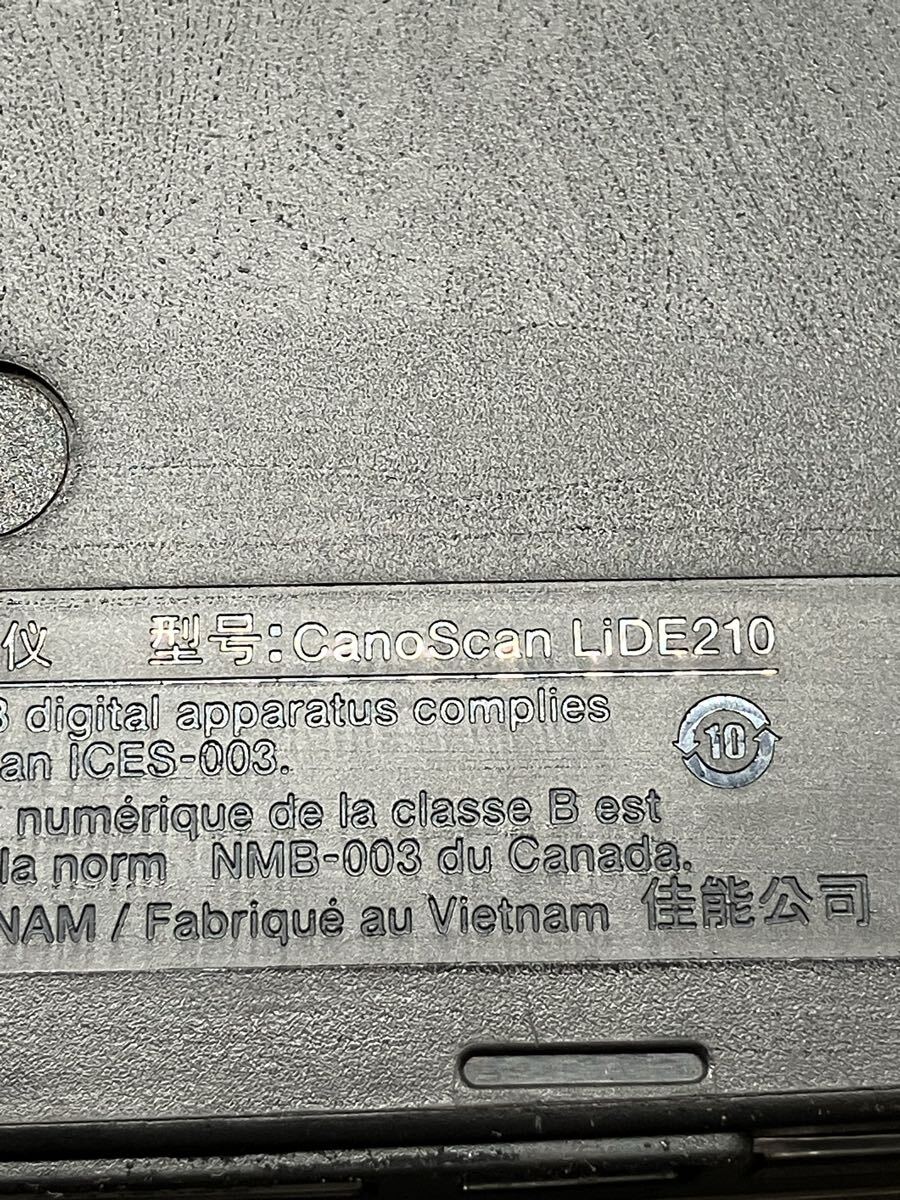 仪 型号:CanoScan LiDE210
B digital apparatus complies
an ICES-003.
10
numérique de la classe B est
la norm NMB-003 du Canada.
NAM / Fabriqué au Vietnam 佳能公司